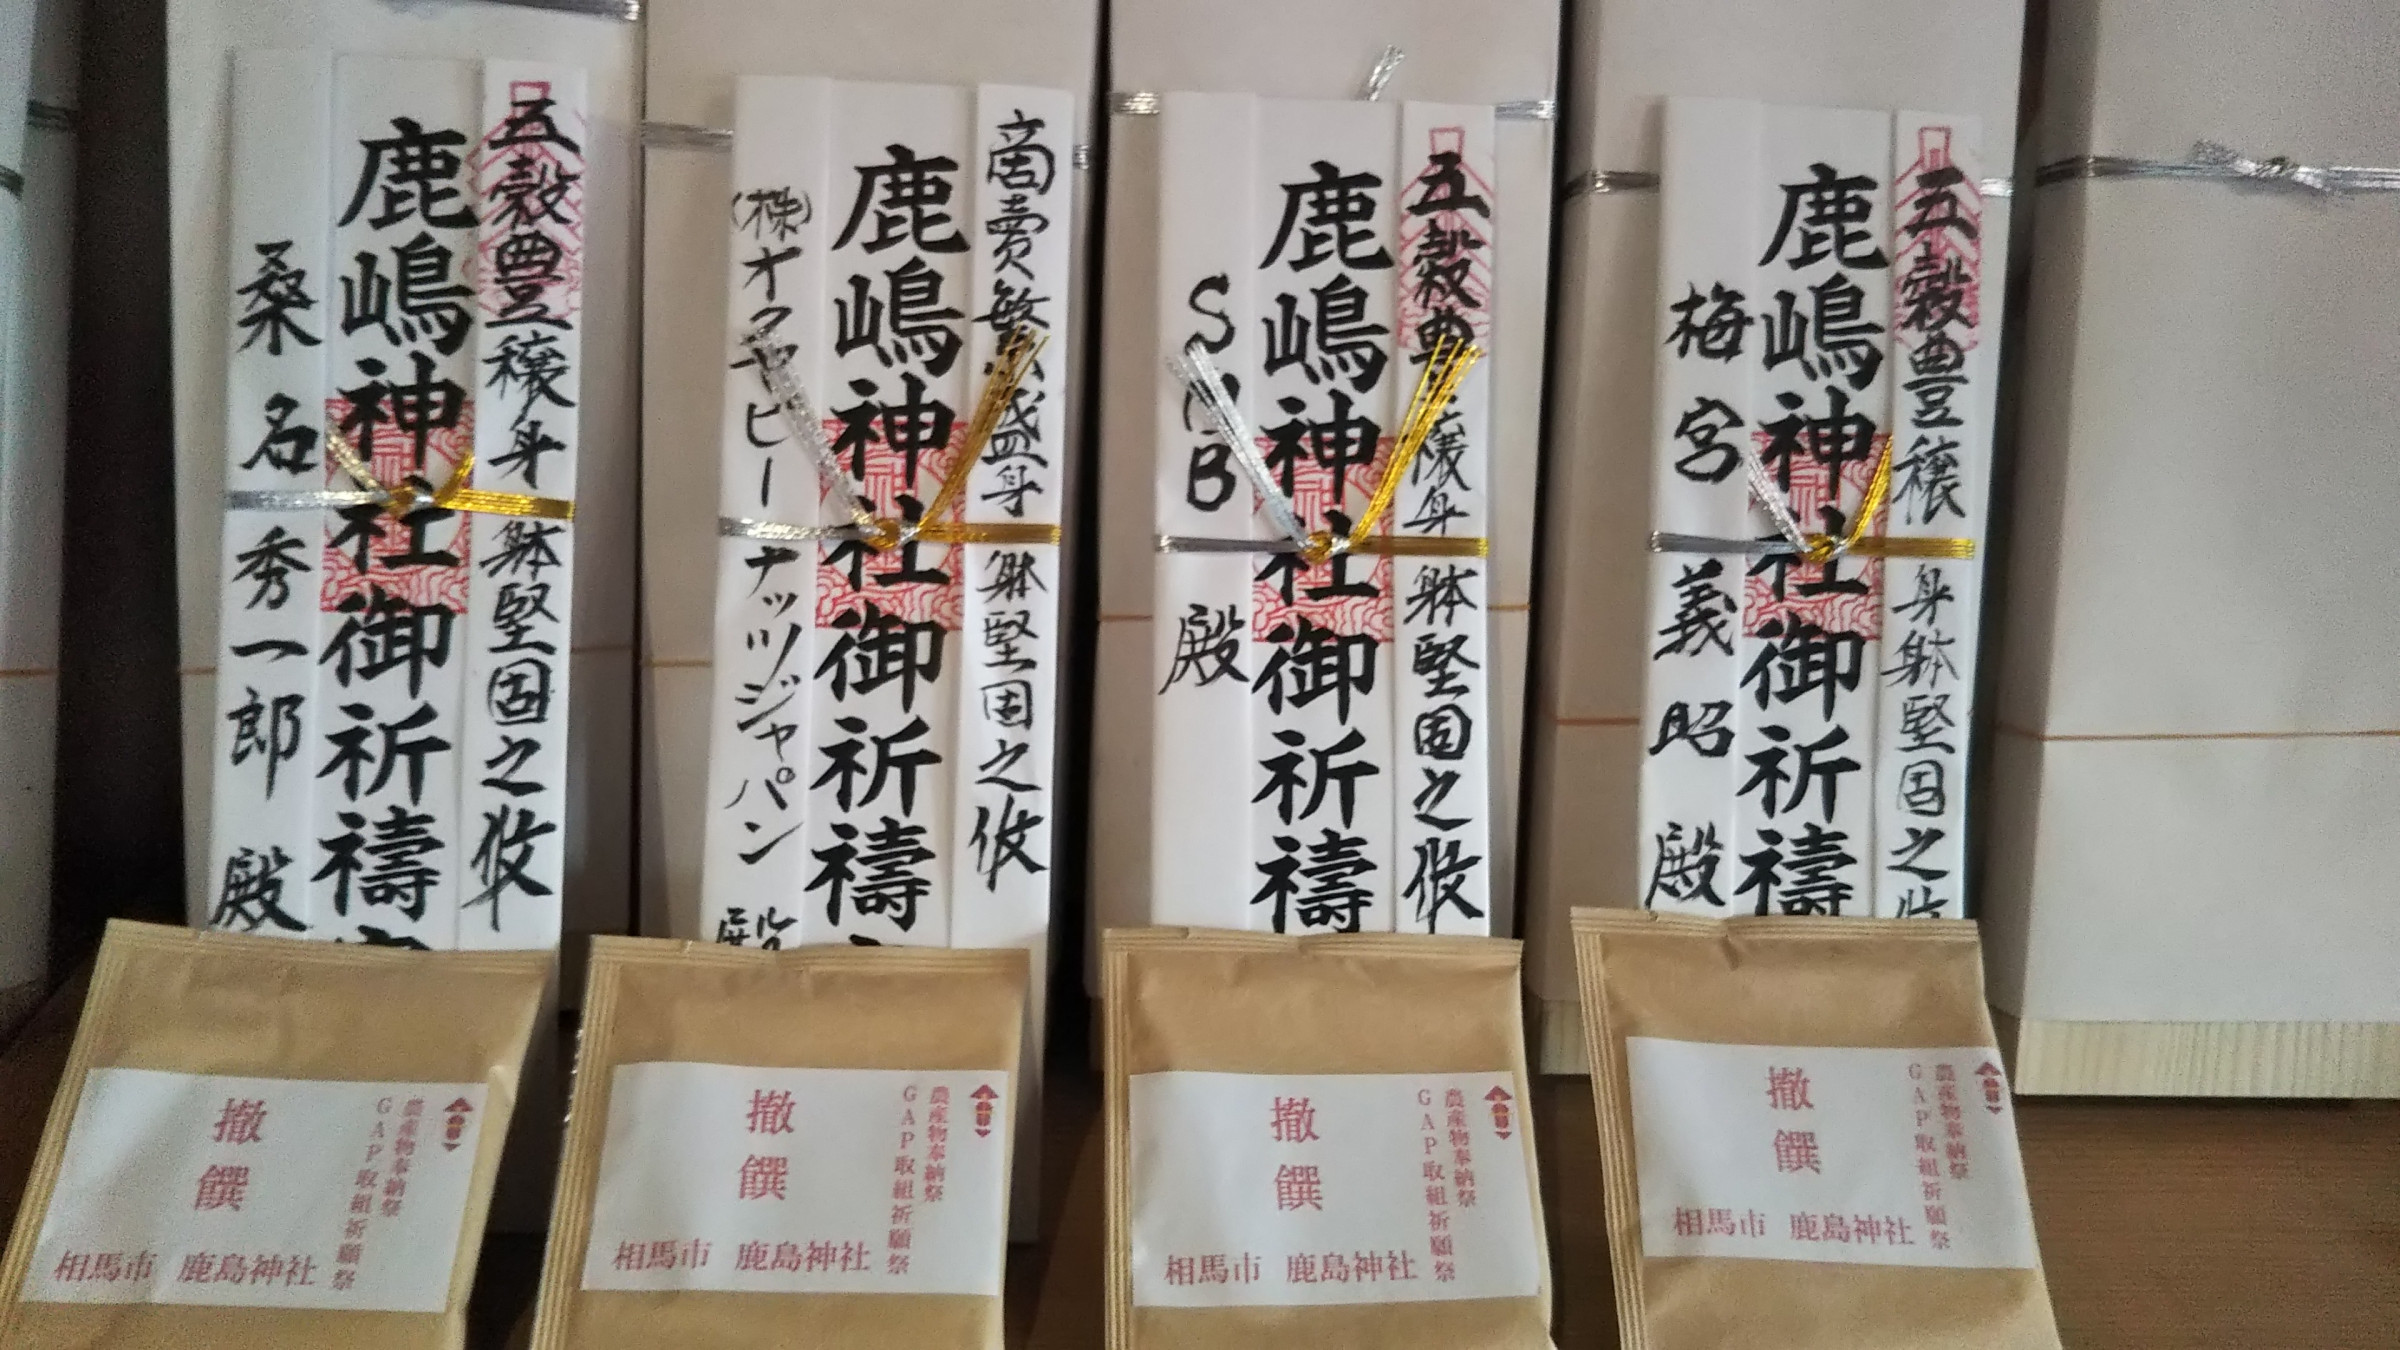 五穀豊穣身躰堅固之攸
鹿嶋神社御祈禱
桑名秀一郎殿
商賣繁盛身躰堅固之攸
鹿嶋神社御祈禱
(株)オクヤピーナッツジャパン殿
五穀豊穣身躰堅固之攸
鹿嶋神社御祈禱
SMB殿
五穀豊穣身躰堅固之攸
鹿嶋神社御祈禱
梅宮義昭殿
農産物奉納祭
GAP取組祈願祭
撤饌
相馬市 鹿島神社
農産物奉納祭
GAP取組祈願祭
撤饌
相馬市 鹿島神社
農産物奉納祭
GAP取組祈願祭
撤饌
相馬市 鹿島神社
農産物奉納祭
GAP取組祈願祭
撤饌
相馬市 鹿島神社